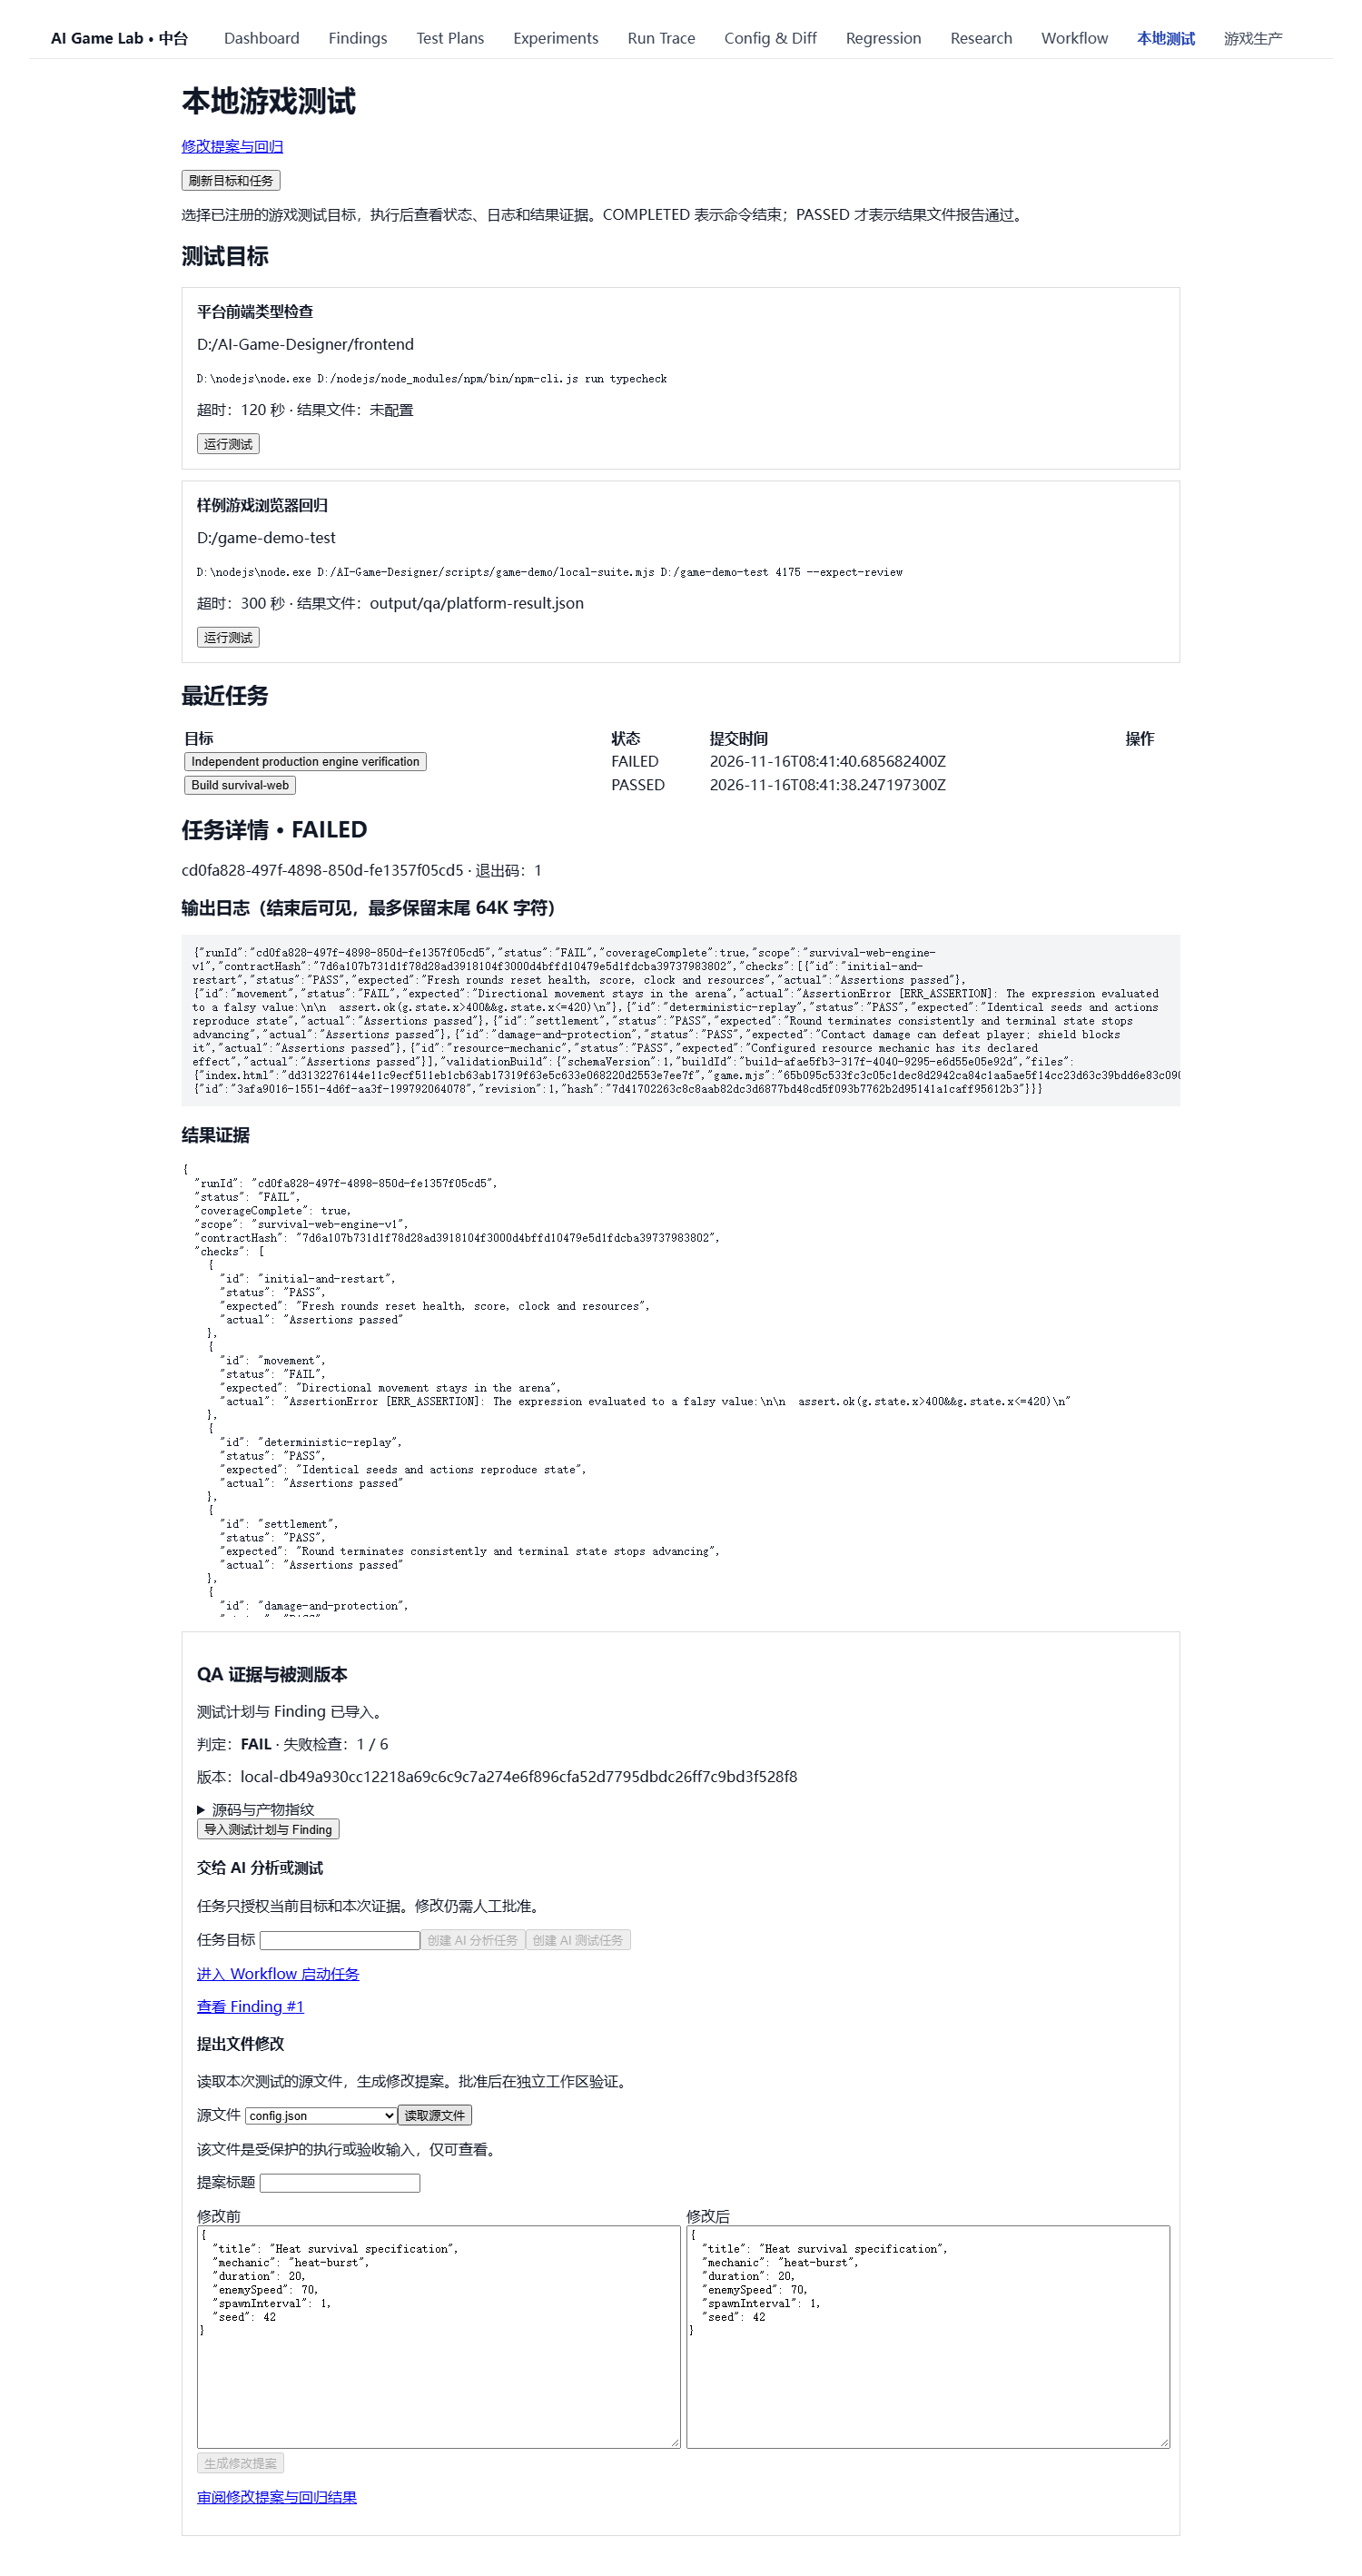 AI Game Lab • 中台 Dashboard Findings Test Plans Experiments Run Trace Config & Diff Regression Research Workflow 本地测试 游戏生产
本地游戏测试
修改提案与回归
刷新目标和任务
选择已注册的游戏测试目标，执行后查看状态、日志和结果证据。COMPLETED 表示命令结束；PASSED 才表示结果文件报告通过。
测试目标
平台前端类型检查
D:/AI-Game-Designer/frontend
D:\nodejs\node.exe D:/nodejs/node_modules/npm/bin/npm-cli.js run typecheck
超时：120 秒 · 结果文件：未配置
运行测试
样例游戏浏览器回归
D:/game-demo-test
D:\nodejs\node.exe D:/AI-Game-Designer/scripts/game-demo/local-suite.mjs D:/game-demo-test 4175 --expect-review
超时：300 秒 · 结果文件：output/qa/platform-result.json
运行测试
最近任务
目标 状态 提交时间 操作
Independent production engine verification FAILED 2026-11-16T08:41:40.685682400Z
Build survival-web PASSED 2026-11-16T08:41:38.247197300Z
任务详情 • FAILED
cd0fa828-497f-4898-850d-fe1357f05cd5 · 退出码：1
输出日志（结束后可见，最多保留末尾 64K 字符）
{"runId":"cd0fa828-497f-4898-850d-fe1357f05cd5","status":"FAIL","coverageComplete":true,"scope":"survival-web-engine-
v1","contractHash":"7d6a107b731d1f78d28ad3918104f3000d4bffd10479e5d1fdcba39737983802","checks":[{"id":"initial-and-
restart","status":"PASS","expected":"Fresh rounds reset health, score, clock and resources","actual":"Assertions passed"},
{"id":"movement","status":"FAIL","expected":"Directional movement stays in the arena","actual":"AssertionError [ERR_ASSERTION]: The expression evaluated
to a falsy value:\n\n  assert.ok(g.state.x>400&&g.state.x<=420)\n"},{"id":"deterministic-replay","status":"PASS","expected":"Identical seeds and actions
reproduce state","actual":"Assertions passed"},{"id":"settlement","status":"PASS","expected":"Round terminates consistently and terminal state stops
advancing","actual":"Assertions passed"},{"id":"damage-and-protection","status":"PASS","expected":"Contact damage can defeat player; shield blocks
it","actual":"Assertions passed"},{"id":"resource-mechanic","status":"PASS","expected":"Configured resource mechanic has its declared
effect","actual":"Assertions passed"}],"validationBuild":{"schemaVersion":1,"buildId":"build-afae5fb3-317f-4040-9295-e6d55e05e92d","files":
{"index.html":"dd3132276144e11c9ecf511eb1cb63ab17319f63e5c633e068220d2553e7ee7f","game.mjs":"65b095c533fc3c05c1dec8d2942ca84c1aa5ae5f14cc23d63c39bdd6e83c090
{"id":"3afa9016-1551-4d6f-aa3f-199792064078","revision":1,"hash":"7d41702263c8c8aab82dc3d6877bd48cd5f093b7762b2d95141a1caff95612b3"}}}
结果证据
{
  "runId": "cd0fa828-497f-4898-850d-fe1357f05cd5",
  "status": "FAIL",
  "coverageComplete": true,
  "scope": "survival-web-engine-v1",
  "contractHash": "7d6a107b731d1f78d28ad3918104f3000d4bffd10479e5d1fdcba39737983802",
  "checks": [
    {
      "id": "initial-and-restart",
      "status": "PASS",
      "expected": "Fresh rounds reset health, score, clock and resources",
      "actual": "Assertions passed"
    },
    {
      "id": "movement",
      "status": "FAIL",
      "expected": "Directional movement stays in the arena",
      "actual": "AssertionError [ERR_ASSERTION]: The expression evaluated to a falsy value:\n\n  assert.ok(g.state.x>400&&g.state.x<=420)\n"
    },
    {
      "id": "deterministic-replay",
      "status": "PASS",
      "expected": "Identical seeds and actions reproduce state",
      "actual": "Assertions passed"
    },
    {
      "id": "settlement",
      "status": "PASS",
      "expected": "Round terminates consistently and terminal state stops advancing",
      "actual": "Assertions passed"
    },
    {
      "id": "damage-and-protection",
QA 证据与被测版本
测试计划与 Finding 已导入。
判定：FAIL · 失败检查：1 / 6
版本：local-db49a930cc12218a69c6c9c7a274e6f896cfa52d7795dbdc26ff7c9bd3f528f8
▶ 源码与产物指纹
导入测试计划与 Finding
交给 AI 分析或测试
任务只授权当前目标和本次证据。修改仍需人工批准。
任务目标 创建 AI 分析任务 创建 AI 测试任务
进入 Workflow 启动任务
查看 Finding #1
提出文件修改
读取本次测试的源文件，生成修改提案。批准后在独立工作区验证。
源文件 config.json 读取源文件
该文件是受保护的执行或验收输入，仅可查看。
提案标题
修改前
{
  "title": "Heat survival specification",
  "mechanic": "heat-burst",
  "duration": 20,
  "enemySpeed": 70,
  "spawnInterval": 1,
  "seed": 42
}
修改后
{
  "title": "Heat survival specification",
  "mechanic": "heat-burst",
  "duration": 20,
  "enemySpeed": 70,
  "spawnInterval": 1,
  "seed": 42
}
生成修改提案
审阅修改提案与回归结果